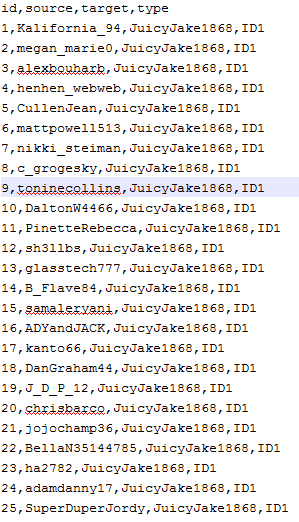 id,source,target,type
1,Kalifornia_94,JuicyJake1868,ID1
2,megan_marie0,JuicyJake1868,ID1
3,alexbouharb,JuicyJake1868,ID1
4,henhen_webweb,JuicyJake1868,ID1
5,CullenJean,JuicyJake1868,ID1
6,mattpowell513,JuicyJake1868,ID1
7,nikki_steiman,JuicyJake1868,ID1
8,c_grogesky,JuicyJake1868,ID1
9,toninecollins,JuicyJake1868,ID1
10,DaltonW4466,JuicyJake1868,ID1
11,PinetteRebecca,JuicyJake1868,ID1
12,sh3llbs,JuicyJake1868,ID1
13,glasstech777,JuicyJake1868,ID1
14,B_Flave84,JuicyJake1868,ID1
15,samaleryani,JuicyJake1868,ID1
16,ADYandJACK,JuicyJake1868,ID1
17,kanto66,JuicyJake1868,ID1
18,DanGraham44,JuicyJake1868,ID1
19,J_D_P_12,JuicyJake1868,ID1
20,chrisbarco,JuicyJake1868,ID1
21,jojochamp36,JuicyJake1868,ID1
22,BellaN35144785,JuicyJake1868,ID1
23,ha2782,JuicyJake1868,ID1
24,adamdanny17,JuicyJake1868,ID1
25,SuperDuperJordy,JuicyJake1868,ID1